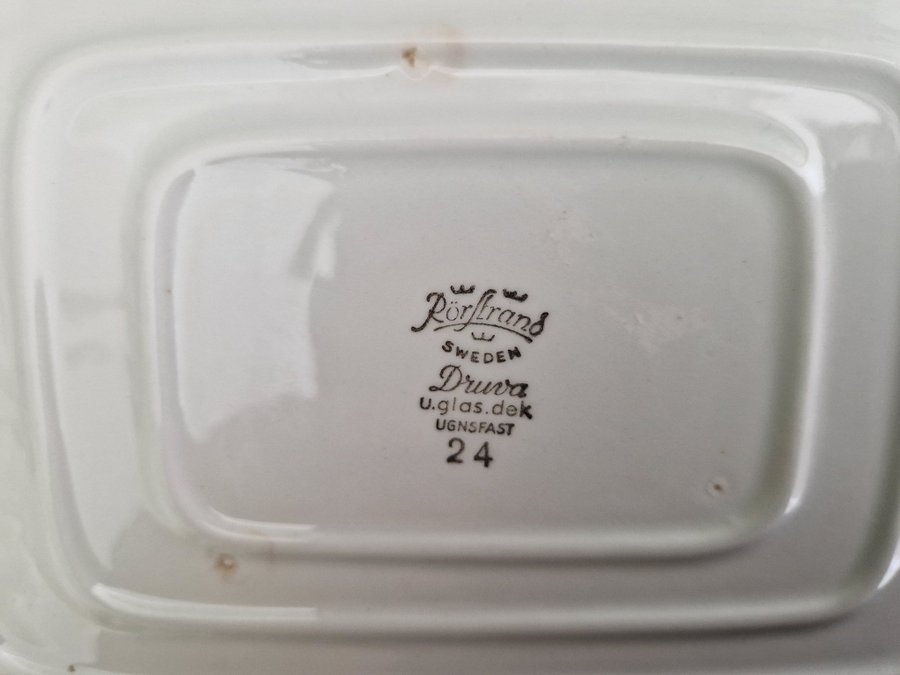 Rörstrand
SWEDEN
Druva
U.glas.dek
UGNSFAST
24